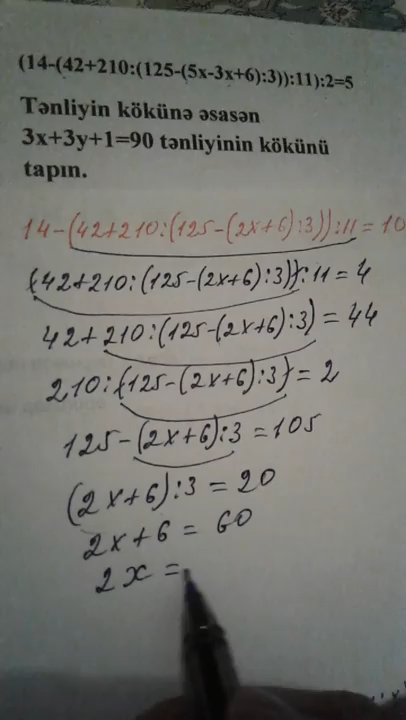 (14-(42+210:(125-(5x-3x+6):3)):11):2=5
Tənliyin kökünə əsasən
3x+3y+1=90 tənliyinin kökünü
tapın.
14-(42+210:(125-(2x+6):3)):11=10
(42+210:(125-(2x+6):3)):11=4
42+210:(125-(2x+6):3)=44
210:(125-(2x+6):3)=2
125-(2x+6):3=105
(2x+6):3=20
2x+6=60
2x=